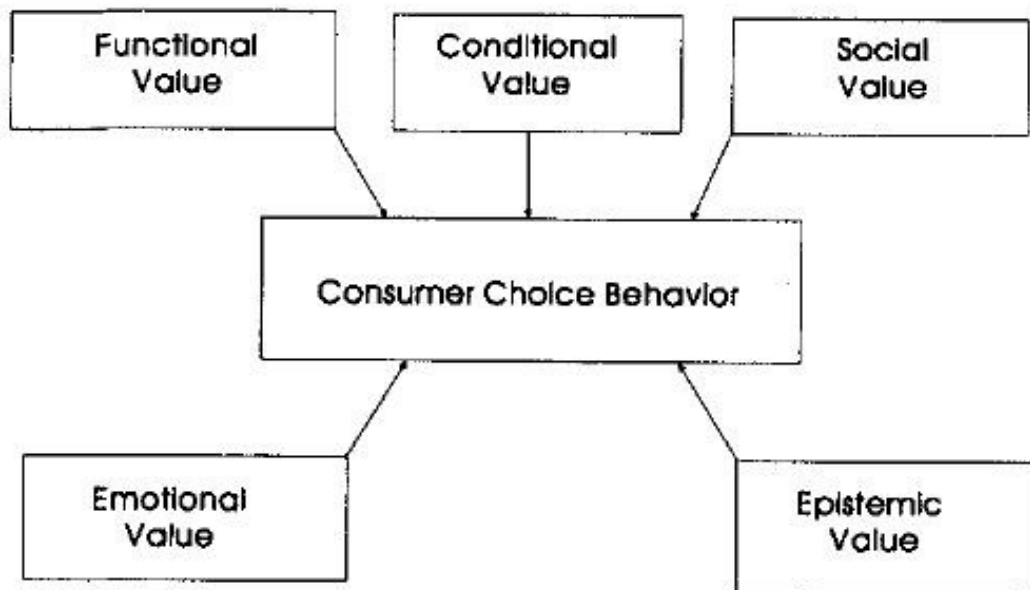 Functional
Value
Conditional
Value
Social
Value
Consumer Choice Behavior
Emotional
Value
Epistemic
Value